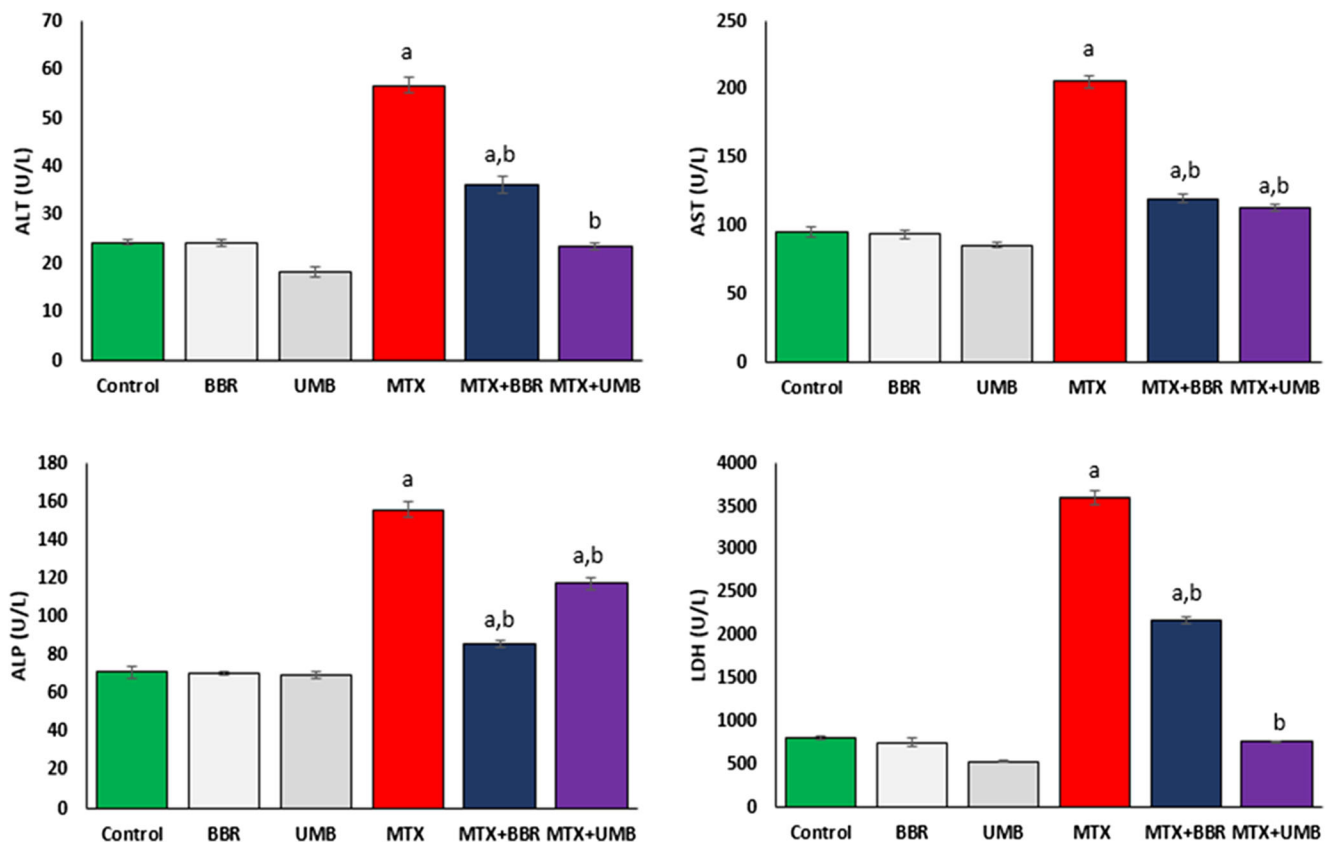 ALT (U/L)
70
60
50
40
30
20
10
0
a
a,b
b
Control BBR UMB MTX MTX+BBR MTX+UMB
AST (U/L)
250
200
150
100
50
0
a
a,b
a,b
Control BBR UMB MTX MTX+BBR MTX+UMB
ALP (U/L)
180
160
140
120
100
80
60
40
20
0
a
a,b
a,b
Control BBR UMB MTX MTX+BBR MTX+UMB
LDH (U/L)
4000
3500
3000
2500
2000
1500
1000
500
0
a
a,b
b
Control BBR UMB MTX MTX+BBR MTX+UMB